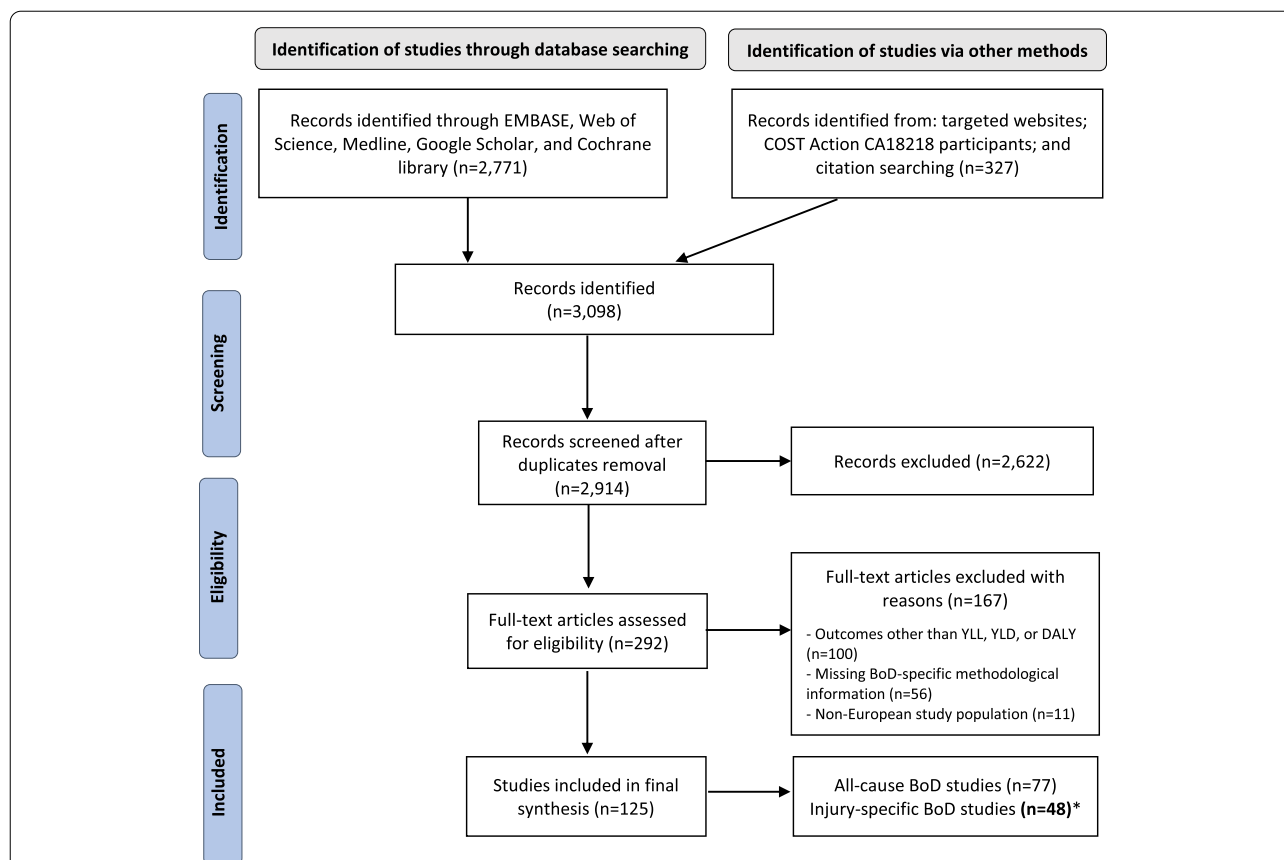 Identification of studies through database searching
Identification of studies via other methods
Identification
Records identified through EMBASE, Web of
Science, Medline, Google Scholar, and Cochrane
library (n=2,771)
Records identified from: targeted websites;
COST Action CA18218 participants; and
citation searching (n=327)
Screening
Records identified
(n=3,098)
Records screened after
duplicates removal
(n=2,914)
Records excluded (n=2,622)
Eligibility
Full-text articles assessed
for eligibility (n=292)
Full-text articles excluded with
reasons (n=167)
- Outcomes other than YLL, YLD, or DALY
(n=100)
- Missing BoD-specific methodological
information (n=56)
- Non-European study population (n=11)
Included
Studies included in final
synthesis (n=125)
All-cause BoD studies (n=77)
Injury-specific BoD studies (n=48)*